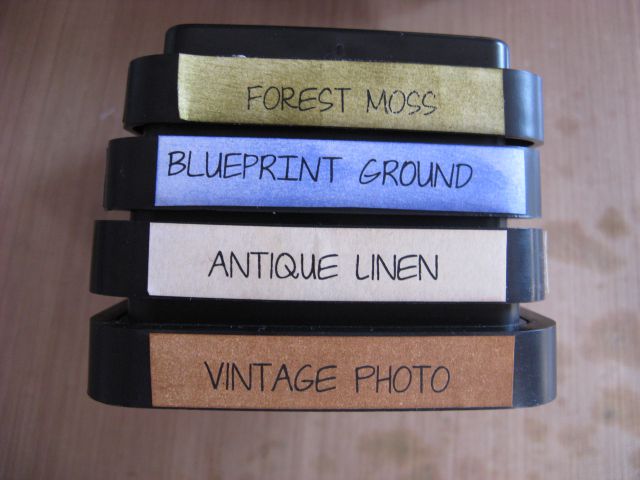 FOREST MOSS
BLUEPRINT GROUND
ANTIQUE LINEN
VINTAGE PHOTO